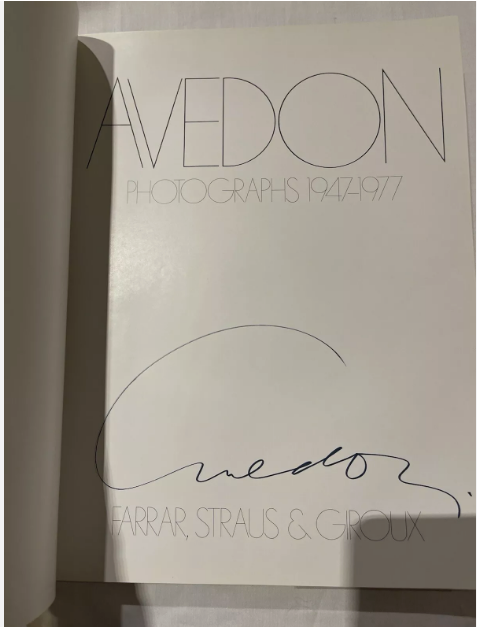 AVEDON
PHOTOGRAPHS 1947-1977
Avedon
FARRAR, STRAUS & GIROUX